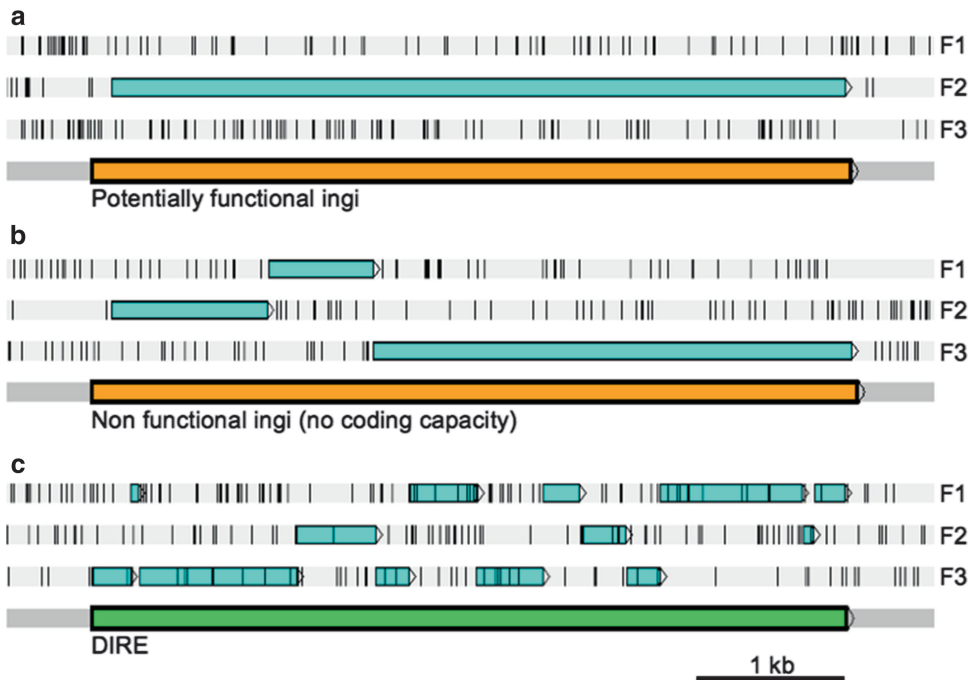 a
F1
F2
F3
Potentially functional ingi
b
F1
F2
F3
Non functional ingi (no coding capacity)
c
F1
F2
F3
DIRE
1 kb